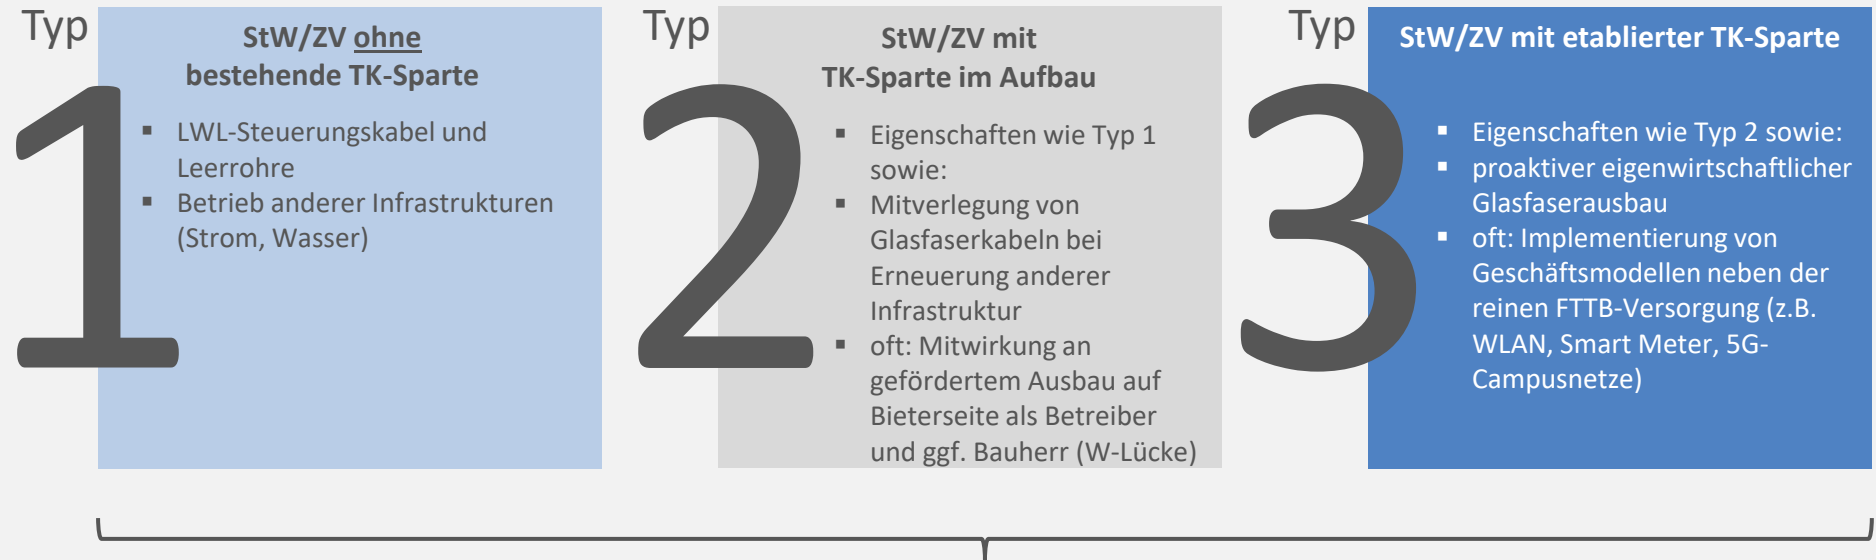 Typ
1
StW/ZV ohne
bestehende TK-Sparte
▪ LWL-Steuerungskabel und
Leerrohre
▪ Betrieb anderer Infrastrukturen
(Strom, Wasser)
Typ
2
StW/ZV mit
TK-Sparte im Aufbau
▪ Eigenschaften wie Typ 1
sowie:
▪ Mitverlegung von
Glasfaserkabeln bei
Erneuerung anderer
Infrastruktur
▪ oft: Mitwirkung an
gefördertem Ausbau auf
Bieterseite als Betreiber
und ggf. Bauherr (W-Lücke)
Typ
3
StW/ZV mit etablierter TK-Sparte
▪ Eigenschaften wie Typ 2 sowie:
▪ proaktiver eigenwirtschaftlicher
Glasfaserausbau
▪ oft: Implementierung von
Geschäftsmodellen neben der
reinen FTTB-Versorgung (z.B.
WLAN, Smart Meter, 5G-
Campusnetze)